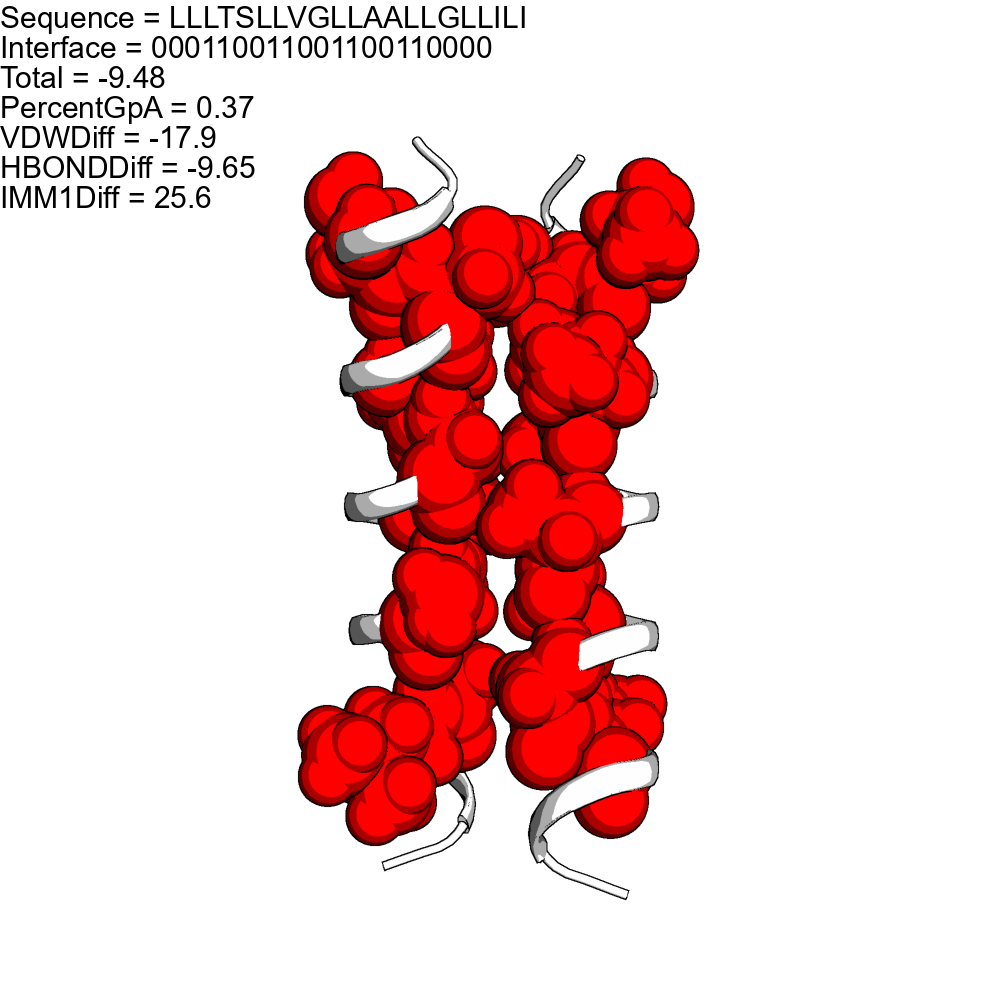 Sequence = LLLTSLLVGLLAALLGLLILI
Interface = 000110011001100110000
Total = -9.48
PercentGpA = 0.37
VDWDiff = -17.9
HBONDDiff = -9.65
IMM1Diff = 25.6